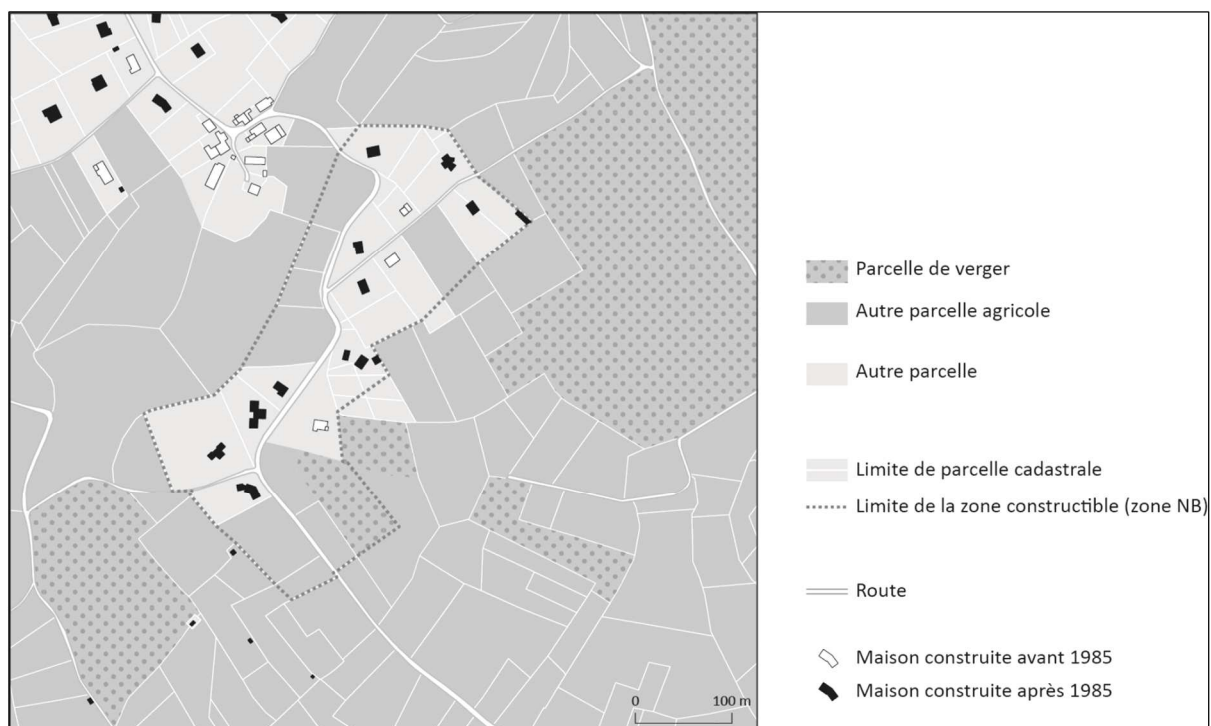 Parcelle de verger
Autre parcelle agricole
Autre parcelle
Limite de parcelle cadastrale
Limite de la zone constructible (zone NB)
Route
Maison construite avant 1985
Maison construite après 1985
0 100 m